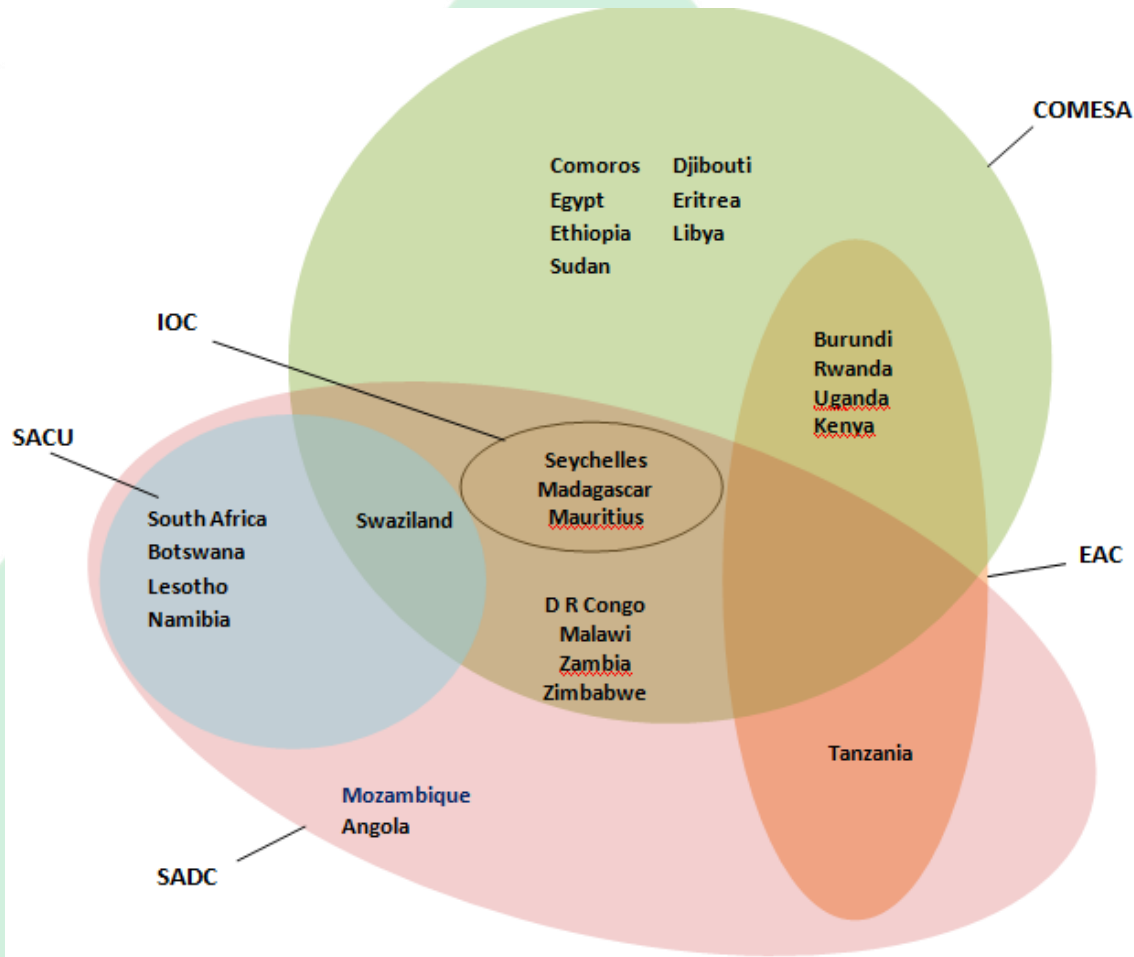 COMESA
Comoros Djibouti
Egypt Eritrea
Ethiopia Libya
Sudan
IOC
Burundi
Rwanda
Uganda
Kenya
SACU
Seychelles
Madagascar
Mauritius
South Africa
Botswana
Lesotho
Namibia
Swaziland
EAC
D R Congo
Malawi
Zambia
Zimbabwe
Tanzania
Mozambique
Angola
SADC